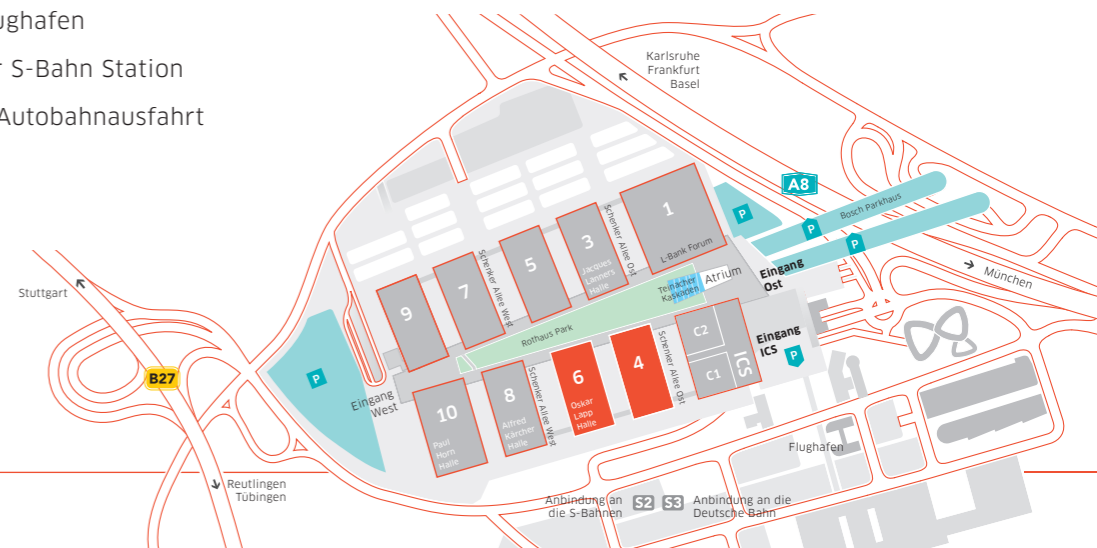 ughafen
S-Bahn Station
Autobahnausfahrt
Karlsruhe
Frankfurt
Basel
A8
P
Bosch Parkhaus
P
P
München
1
L-Bank Forum
Schenker Allee Ost
3
Jacques
Lanners
Halle
5
Schenker Allee West
7
9
Teinacher
Kaskaden
Atrium
Eingang
Ost
Rothaus Park
Stuttgart
B27
P
Eingang
West
10
Paul
Horn
Halle
8
Alfred
Kärcher
Halle
Schenker Allee West
6
Oskar
Lapp
Halle
4
Schenker Allee Ost
C2
C1
ICS
Eingang
ICS
P
Flughafen
Reutlingen
Tübingen
Anbindung an
die S-Bahnen
S2 S3
Anbindung an die
Deutsche Bahn